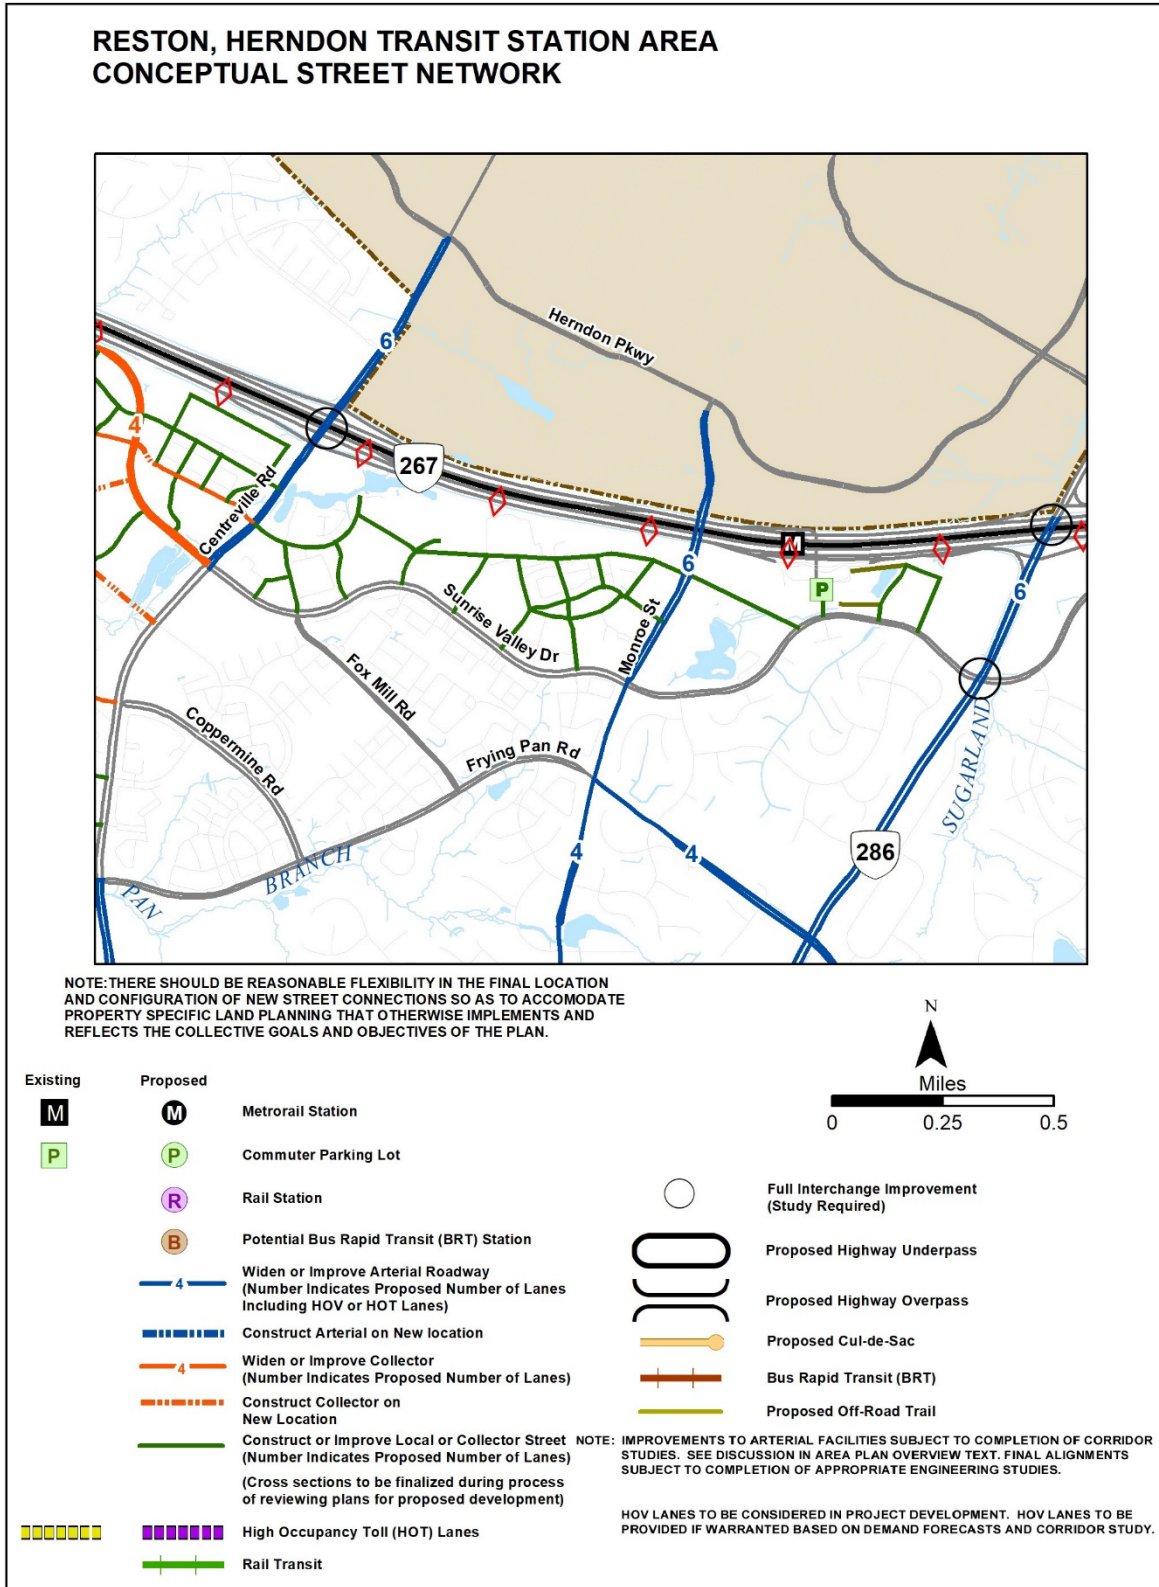 RESTON, HERNDON TRANSIT STATION AREA
CONCEPTUAL STREET NETWORK
Herndon Pkwy
6
4
267
Centreville Rd
M
6
P
6
Sunrise Valley Dr
Monroe St
Fox Mill Rd
Coppermine Rd
Frying Pan Rd
SUGARLAND
4
4
286
BRANCH
PAN
NOTE:THERE SHOULD BE REASONABLE FLEXIBILITY IN THE FINAL LOCATION
AND CONFIGURATION OF NEW STREET CONNECTIONS SO AS TO ACCOMODATE
PROPERTY SPECIFIC LAND PLANNING THAT OTHERWISE IMPLEMENTS AND
REFLECTS THE COLLECTIVE GOALS AND OBJECTIVES OF THE PLAN.
N
Miles
0 0.25 0.5
Existing Proposed
M M Metrorail Station
P P Commuter Parking Lot
R Rail Station
B Potential Bus Rapid Transit (BRT) Station
4 Widen or Improve Arterial Roadway
(Number Indicates Proposed Number of Lanes
Including HOV or HOT Lanes)
Construct Arterial on New location
4 Widen or Improve Collector
(Number Indicates Proposed Number of Lanes)
Construct Collector on
New Location
Construct or Improve Local or Collector Street
(Number Indicates Proposed Number of Lanes)
(Cross sections to be finalized during process
of reviewing plans for proposed development)
High Occupancy Toll (HOT) Lanes
Rail Transit
Full Interchange Improvement
(Study Required)
Proposed Highway Underpass
Proposed Highway Overpass
Proposed Cul-de-Sac
Bus Rapid Transit (BRT)
Proposed Off-Road Trail
NOTE: IMPROVEMENTS TO ARTERIAL FACILITIES SUBJECT TO COMPLETION OF CORRIDOR
STUDIES. SEE DISCUSSION IN AREA PLAN OVERVIEW TEXT. FINAL ALIGNMENTS
SUBJECT TO COMPLETION OF APPROPRIATE ENGINEERING STUDIES.
HOV LANES TO BE CONSIDERED IN PROJECT DEVELOPMENT. HOV LANES TO BE
PROVIDED IF WARRANTED BASED ON DEMAND FORECASTS AND CORRIDOR STUDY.